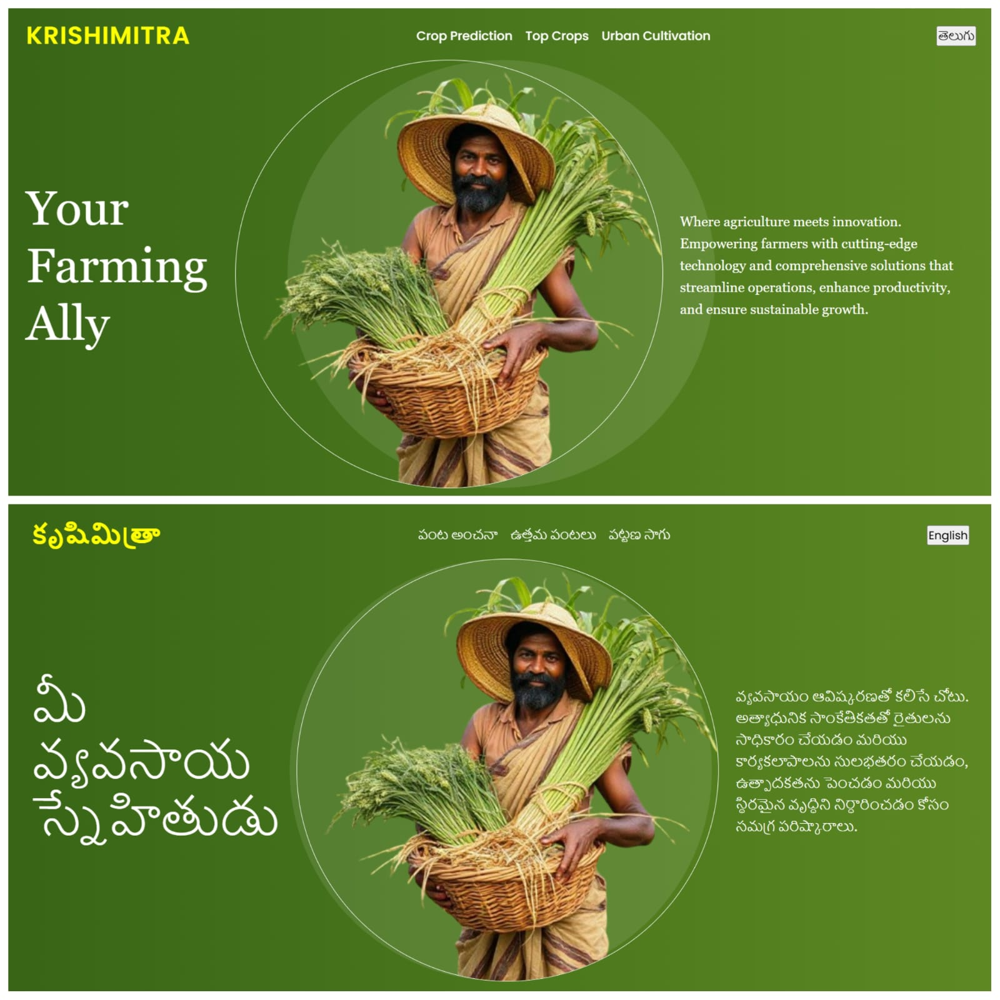 KRISHIMITRA
Crop Prediction Top Crops Urban Cultivation
తెలుగు
Your
Farming
Ally
Where agriculture meets innovation.
Empowering farmers with cutting-edge
technology and comprehensive solutions that
streamline operations, enhance productivity,
and ensure sustainable growth.
కృషిమిత్రా
పంట అంచనా ఉత్తమ పంటలు పట్టణ సాగు
English
మీ
వ్యవసాయ
స్నేహితుడు
వ్యవసాయం ఆవిష్కరణతో కలిసే చోటు.
అత్యాధునిక సాంకేతికతతో రైతులను
సాధికారం చేయడం మరియు
కార్యకలాపాలను సులభతరం చేయడం,
ఉత్పాదకతను పెంచడం మరియు
స్థిరమైన వృద్ధిని నిర్ధారించడం కోసం
సమగ్ర పరిష్కారాలు.